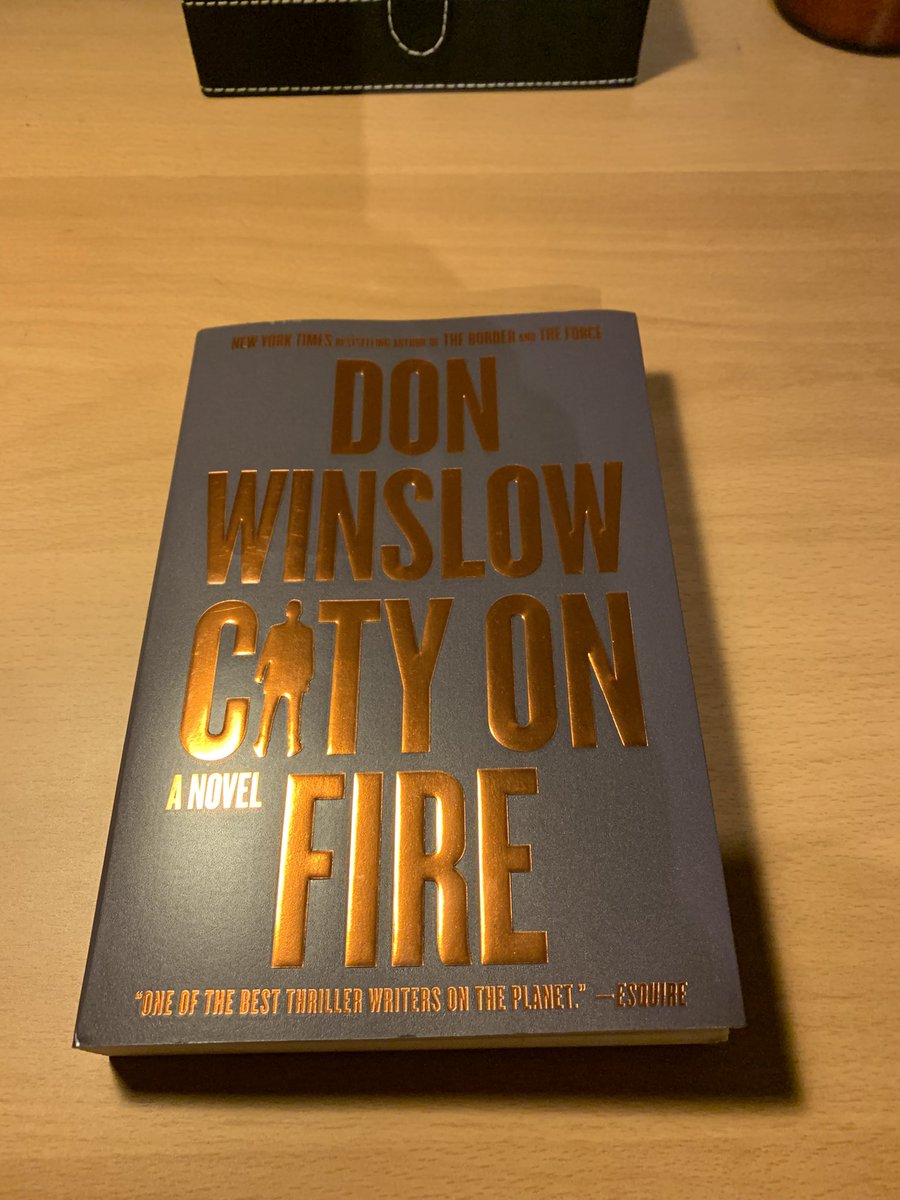 NEW YORK TIMES BESTSELLING AUTHOR OF THE BORDER AND THE FORCE
DON
WINSLOW
CITY ON
A NOVEL
FIRE
“ONE OF THE BEST THRILLER WRITERS ON THE PLANET.” —ESQUIRE